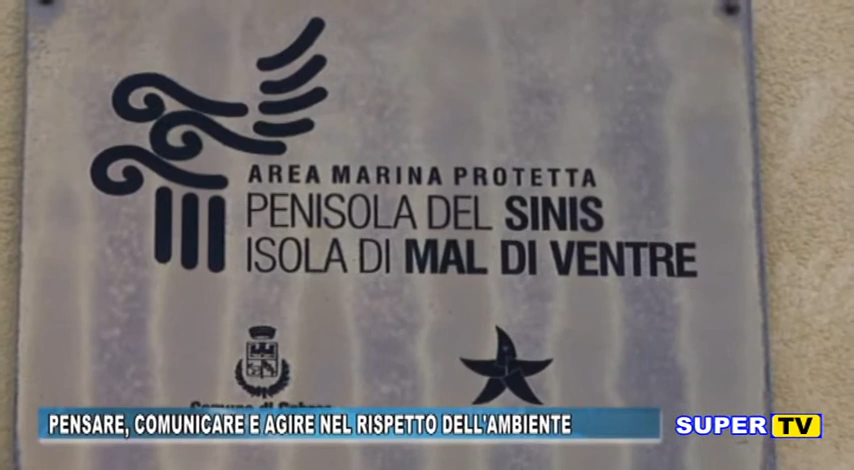 AREA MARINA PROTETTA
PENISOLA DEL SINIS
ISOLA DI MAL DI VENTRE
PENSARE, COMUNICARE E AGIRE NEL RISPETTO DELL'AMBIENTE
SUPER TV